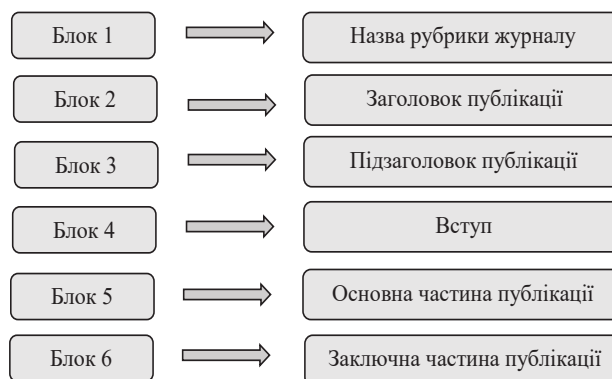 Блок 1
Назва рубрики журналу
Блок 2
Заголовок публікації
Блок 3
Підзаголовок публікації
Блок 4
Вступ
Блок 5
Основна частина публікації
Блок 6
Заключна частина публікації